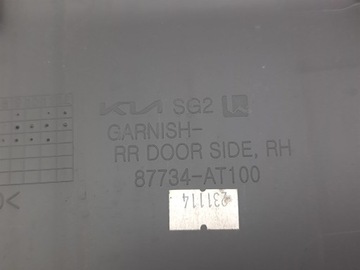 KIA SG2
GARNISH-
RR DOOR SIDE, RH
87734-AT100
231114